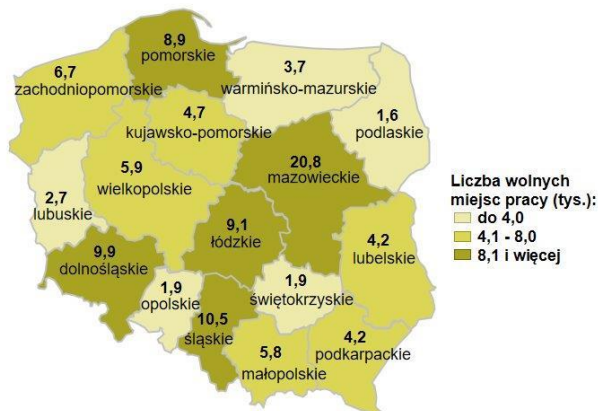 8,9
pomorskie
6,7
zachodniopomorskie
3,7
warmińsko-mazurskie
1,6
podlaskie
4,7
kujawsko-pomorskie
20,8
mazowieckie
5,9
wielkopolskie
2,7
lubuskie
9,1
łódzkie
4,2
lubelskie
9,9
dolnośląskie
1,9
opolskie
1,9
świętokrzyskie
10,5
śląskie
5,8
małopolskie
4,2
podkarpackie
Liczba wolnych
miejsc pracy (tys.):
do 4,0
4,1 - 8,0
8,1 i więcej